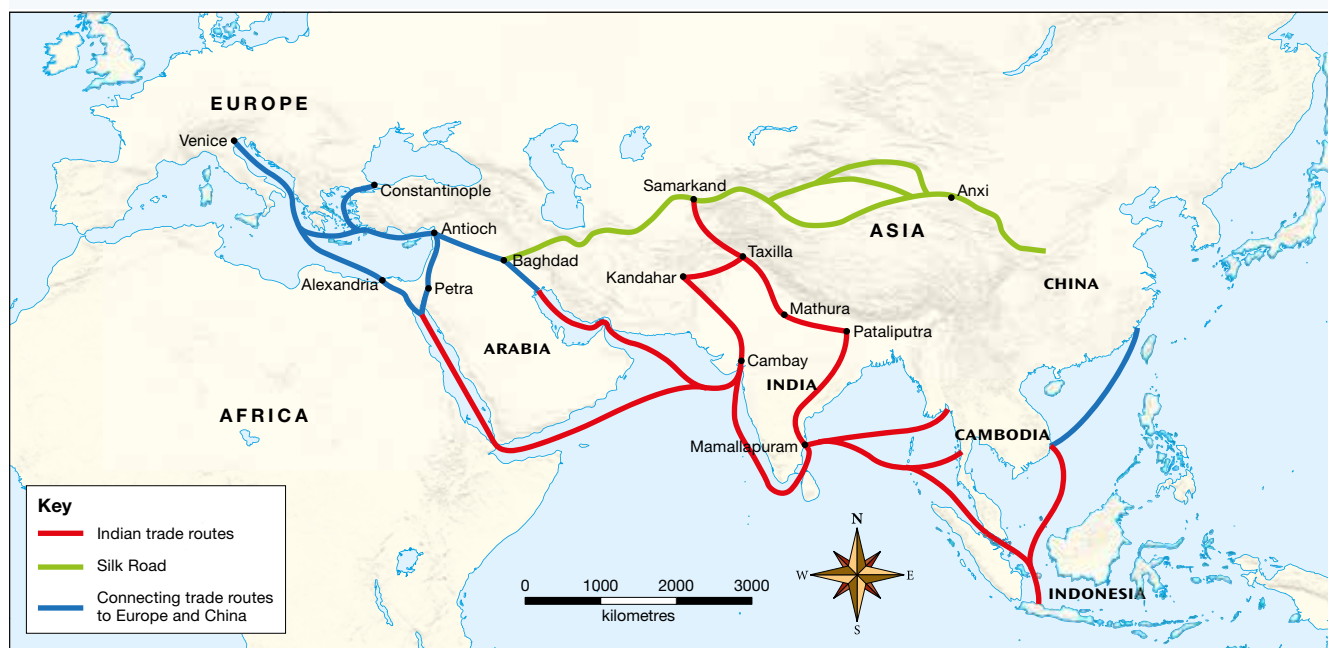 EUROPE
Venice
Constantinople
Samarkand
Anxi
Antioch
ASIA
Baghdad
Taxilla
Kandahar
Alexandria
Petra
CHINA
Mathura
Pataliputra
ARABIA
Cambay
INDIA
AFRICA
CAMBODIA
Mamallapuram
Key
Indian trade routes
Silk Road
Connecting trade routes
to Europe and China
0 1000 2000 3000
kilometres
N
W
E
S
INDONESIA